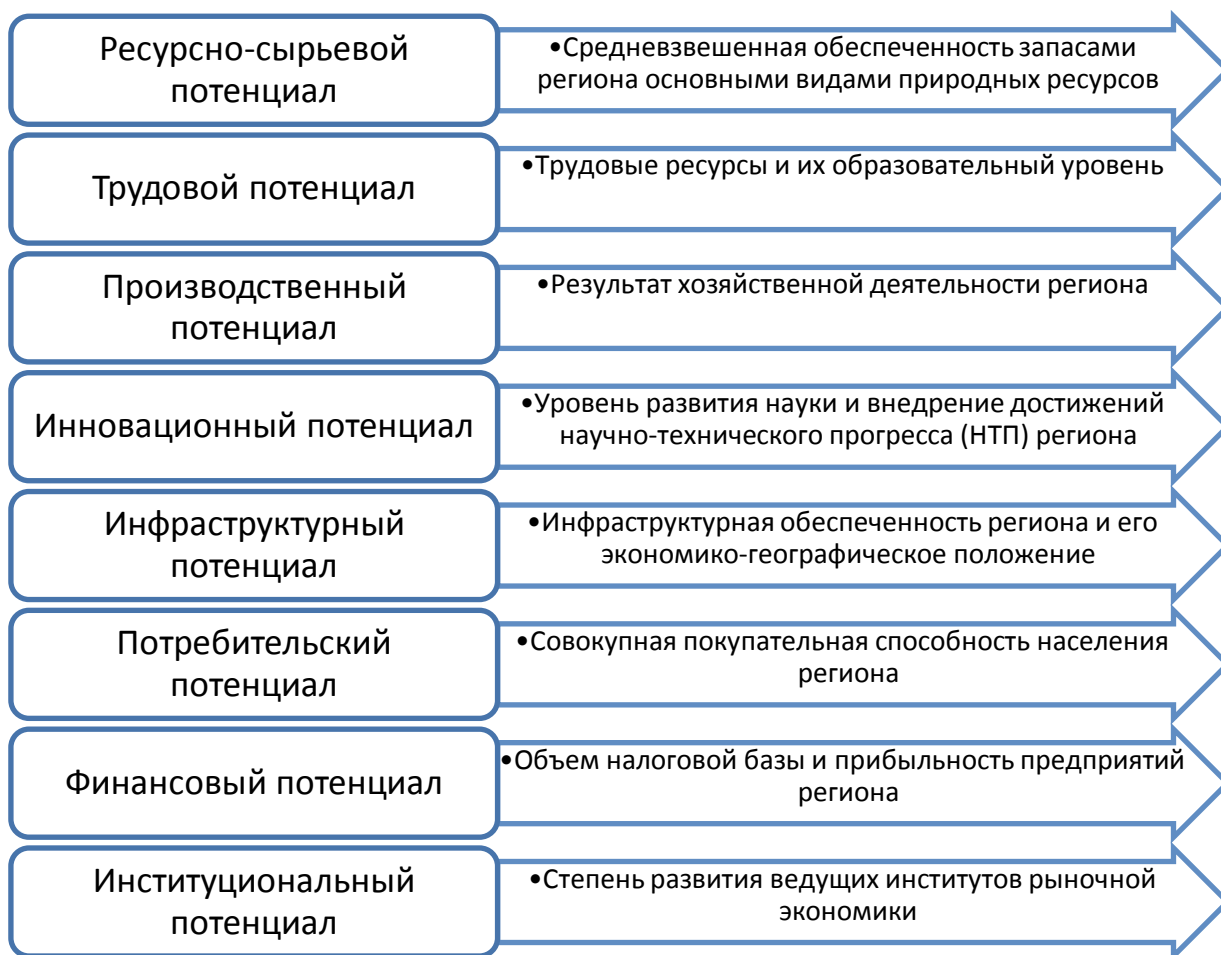 Ресурсно-сырьевой
потенциал
•Средневзвешенная обеспеченность запасами
региона основными видами природных ресурсов
Трудовой потенциал
•Трудовые ресурсы и их образовательный уровень
Производственный
потенциал
•Результат хозяйственной деятельности региона
Инновационный потенциал
•Уровень развития науки и внедрение достижений
научно-технического прогресса (НТП) региона
Инфраструктурный
потенциал
•Инфраструктурная обеспеченность региона и его
экономико-географическое положение
Потребительский
потенциал
•Совокупная покупательная способность населения
региона
Финансовый потенциал
•Объем налоговой базы и прибыльность предприятий
региона
Институциональный
потенциал
•Степень развития ведущих институтов рыночной
экономики